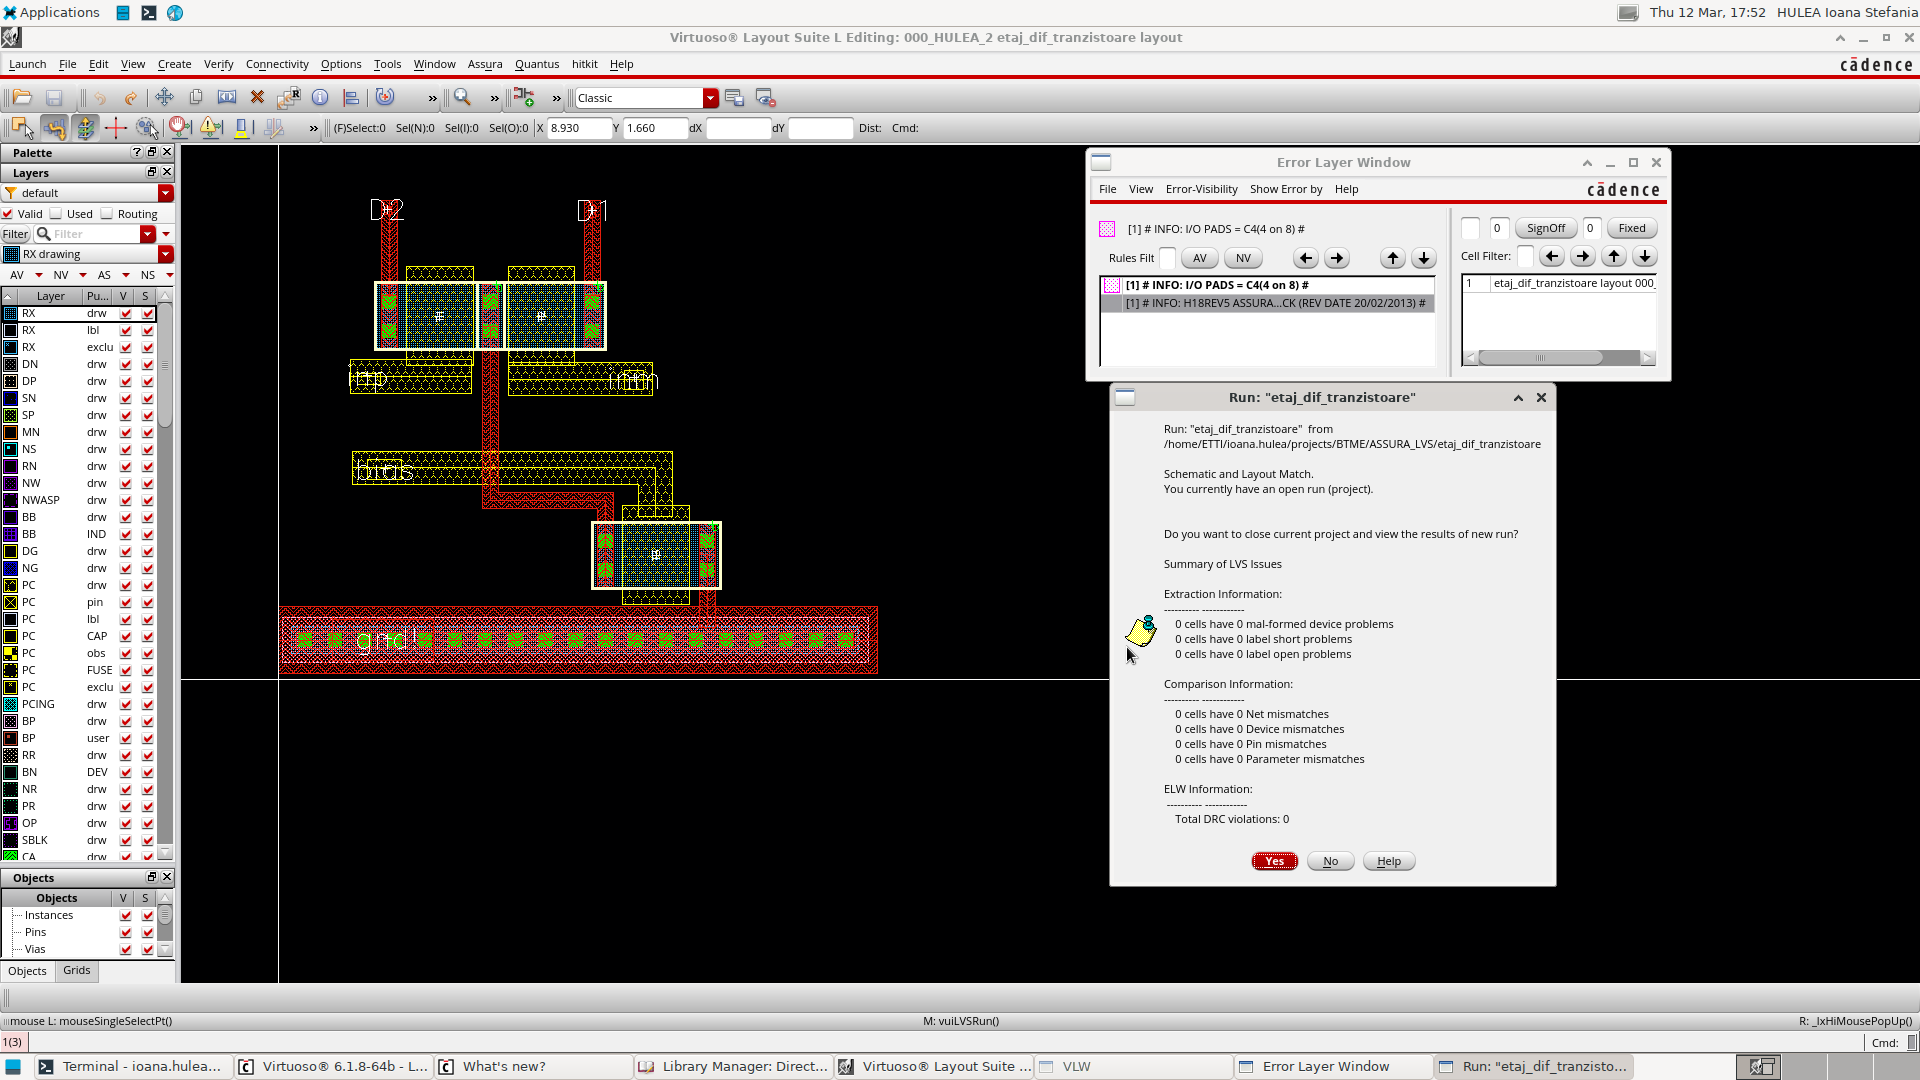 Applications
Thu 12 Mar, 17:52 HULEA Ioana Stefania
Virtuoso® Layout Suite L Editing: 000_HULEA_2 etaj_dif_tranzistoare layout
Launch File Edit View Create Verify Connectivity Options Tools Window Assura Quantus hitkit Help
cādence
» » » Classic
» (F)Select:0 Sel(N):0 Sel(I):0 Sel(O):0 X 8.930 Y 1.660 dX dY Dist: Cmd:
Palette
Layers
default
Valid Used Routing
Filter Filter
RX drawing
AV NV AS NS
Layer Pu... V S
RX drw
RX lbl
RX exclu
DN drw
DP drw
SN drw
SP drw
MN drw
NS drw
RN drw
NW drw
NWASP drw
BB drw
BB IND
DG drw
NG drw
PC drw
PC pin
PC lbl
PC CAP
PC obs
PC FUSE
PC exclu
PCING drw
BP drw
BP user
RR drw
BN DEV
NR drw
PR drw
OP drw
SBLK drw
CA drw
Objects
Objects V S
Instances
Pins
Vias
Objects Grids
D2
D1
gnd!
Error Layer Window
File View Error-Visibility Show Error by Help
cādence
[1] # INFO: I/O PADS = C4(4 on 8) #
0 SignOff 0 Fixed
Rules Filt AV NV
Cell Filter:
[1] # INFO: I/O PADS = C4(4 on 8) #
[1] # INFO: H18REV5 ASSURA...CK (REV DATE 20/02/2013) #
1 etaj_dif_tranzistoare layout 000_
Run: "etaj_dif_tranzistoare"
Run: "etaj_dif_tranzistoare" from
/home/ETTI/ioana.hulea/projects/BTME/ASSURA_LVS/etaj_dif_tranzistoare
Schematic and Layout Match.
You currently have an open run (project).
Do you want to close current project and view the results of new run?
Summary of LVS Issues
Extraction Information:
---------- ------------
0 cells have 0 mal-formed device problems
0 cells have 0 label short problems
0 cells have 0 label open problems
Comparison Information:
---------- ------------
0 cells have 0 Net mismatches
0 cells have 0 Device mismatches
0 cells have 0 Pin mismatches
0 cells have 0 Parameter mismatches
ELW Information:
---------- ------------
Total DRC violations: 0
Yes No Help
mouse L: mouseSingleSelectPt()
M: vuiLVSRun()
R: _lxHiMousePopUp()
1(3)
Cmd:
Terminal - ioana.hulea...
Virtuoso® 6.1.8-64b - L...
What's new?
Library Manager: Direct...
Virtuoso® Layout Suite ...
VLW
Error Layer Window
Run: "etaj_dif_tranzisto...